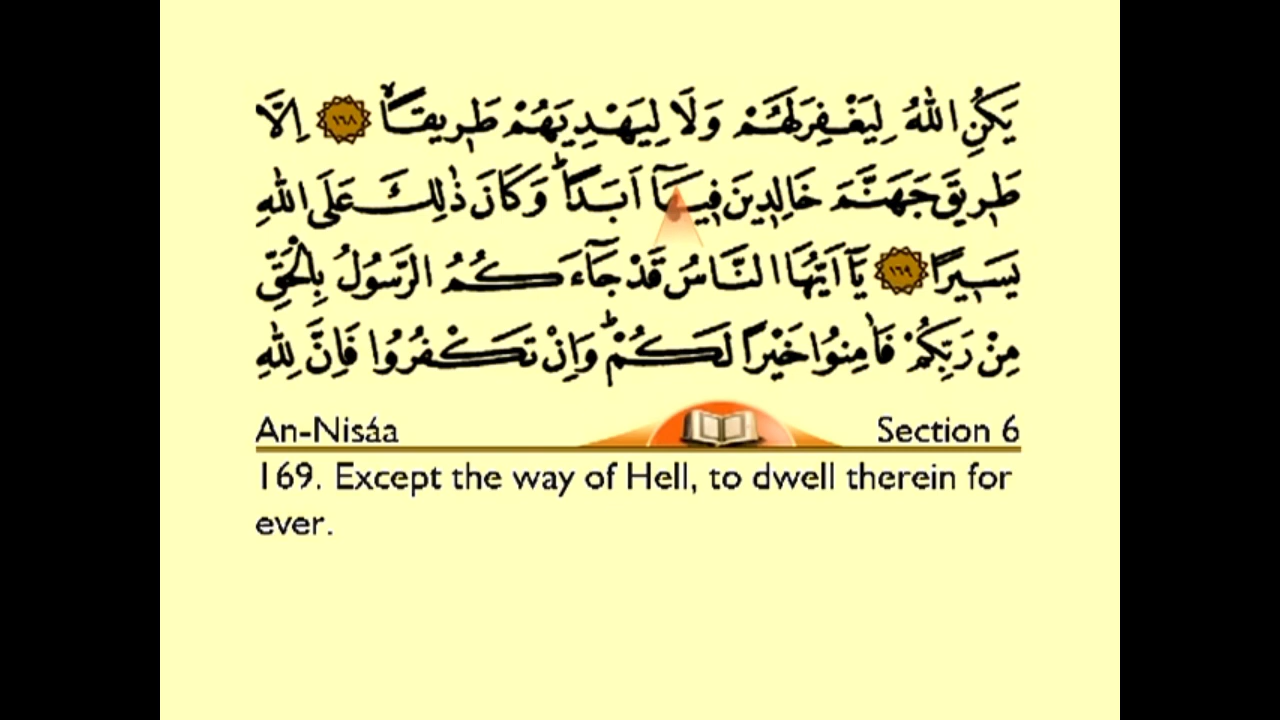 يَكُنِ اللّٰهُ لِيَغْفِرَلَهُمْ وَلَا لِيَهْدِيَهُمْ طَرٖيقًاۙ ١٦٨ اِلَّا
طَرٖيقَ جَهَنَّمَ خَالِدٖينَ فٖيهَٓا اَبَدًاۜ وَكَانَ ذٰلِكَ عَلَى اللّٰهِ
يَسٖيرًا ١٦٩ يَٓا اَيُّهَا النَّاسُ قَدْ جَٓاءَكُمُ الرَّسُولُ بِالْحَقِّ
مِنْ رَبِّكُمْ فَاٰمِنُوا خَيْرًا لَكُمْۜ وَاِنْ تَكْفُرُوا فَاِنَّ لِلّٰهِ
An-Nisáa Section 6
169. Except the way of Hell, to dwell therein for
ever.